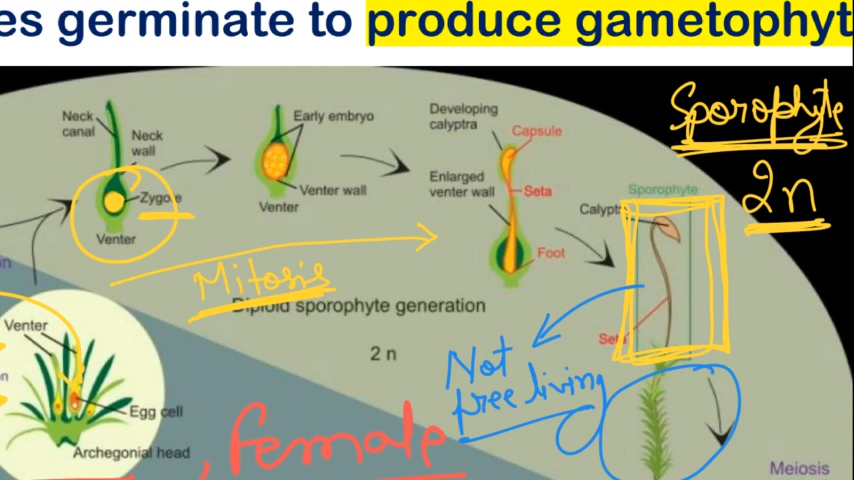 es germinate to produce gametophyt
Neck
canal
Neck
wall
Zygote
Venter
Early embryo
Venter wall
Venter
Developing
calyptra
Capsule
Enlarged
venter wall
Seta
Foot
Sporophyte
2n
Sporophyte
Calypt
Seta
Mitosis
Diploid sporophyte generation
2 n
Not
free living
Venter
Egg cell
Archegonial head
, female
Meiosis